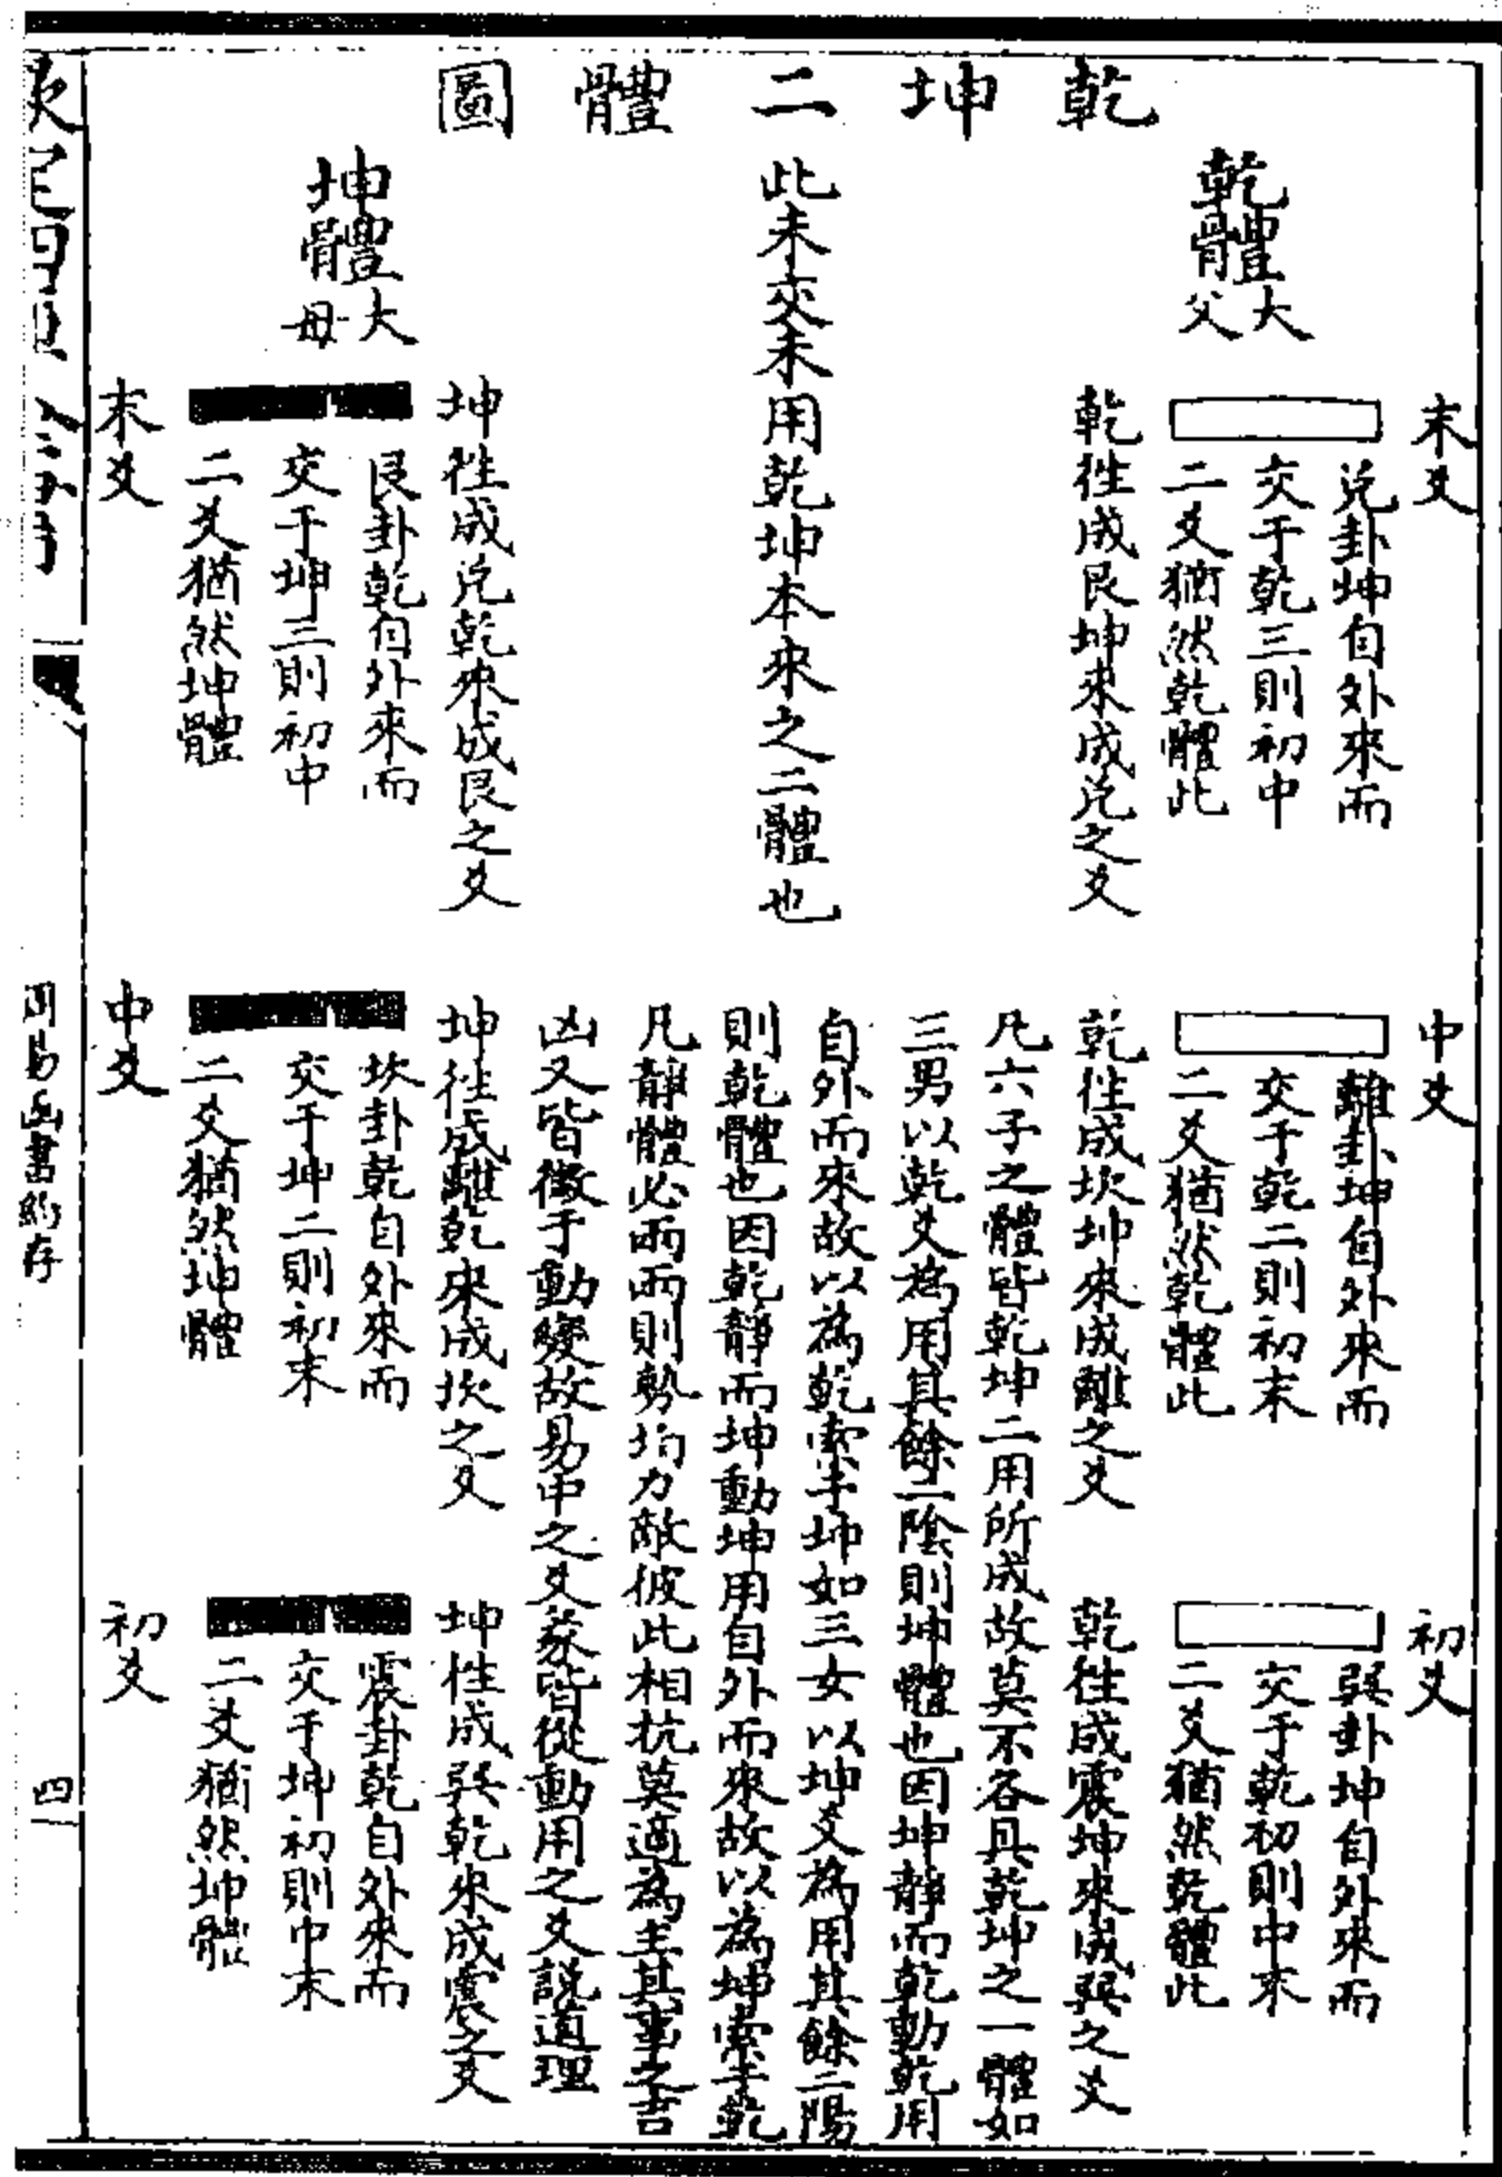 乾坤二體圖
乾體大父
末爻
兌卦坤自外來而
交于乾三則初中
二爻猶然乾體此
乾徃成艮坤來成兌之爻
中爻
離卦坤自外來而
交于乾二則初末
二爻猶然乾體此
乾徃成坎坤來成離之爻
初爻
巽卦坤自外來而
交于乾初則中末
二爻猶然乾體此
乾徃成震坤來成巽之爻
此未交未用乾坤本來之二體也
凡六子之體皆乾坤二用所成故莫不各具乾坤之一體如
三男以乾爻為用其餘二陰則坤體也因坤靜而乾動乾用
自外而來故以為乾索于坤如三女以坤爻為用其餘二陽
則乾體也因乾靜而坤動坤用自外而來故以為坤索于乾
凡靜體必兩兩則勢均力敵彼此相抗莫適為主其事之吉
凶又皆徵于動變故易中之爻彖皆從動用之爻説道理
坤體大母
坤徃成兌乾來成艮之爻
艮卦乾自外來而
交于坤三則初中
二爻猶然坤體
末爻
坤徃成離乾來成坎之爻
坎卦乾自外來而
交于坤二則初末
二爻猶然坤體
中爻
坤徃成巽乾來成震之爻
震卦乾自外來而
交于坤初則中末
二爻猶然坤體
初爻
周易函書約存
四